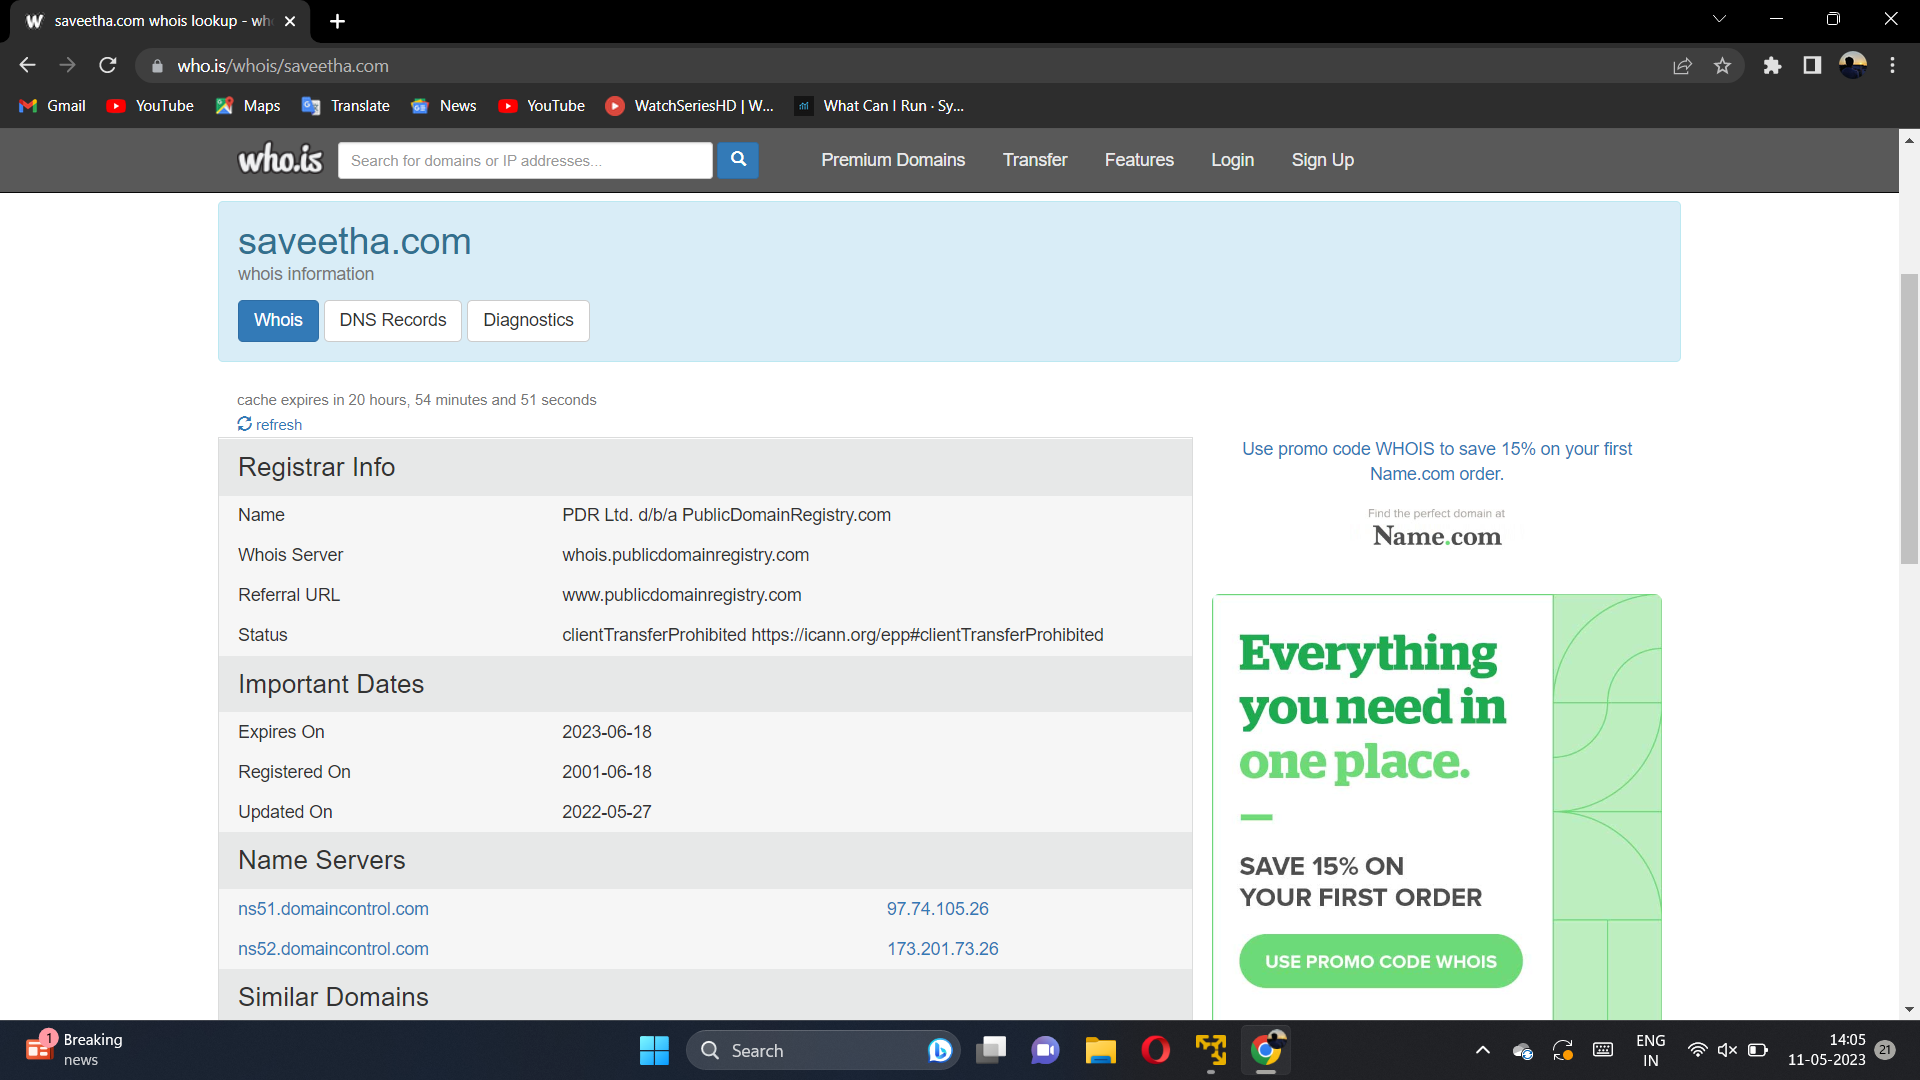 saveetha.com whois lookup - wh
who.is/whois/saveetha.com
Gmail YouTube Maps Translate News YouTube WatchSeriesHD | W... What Can I Run · Sy...
who.is Search for domains or IP addresses... Premium Domains Transfer Features Login Sign Up
saveetha.com
whois information
Whois DNS Records Diagnostics
cache expires in 20 hours, 54 minutes and 51 seconds
refresh
Registrar Info
Name PDR Ltd. d/b/a PublicDomainRegistry.com
Whois Server whois.publicdomainregistry.com
Referral URL www.publicdomainregistry.com
Status clientTransferProhibited https://icann.org/epp#clientTransferProhibited
Important Dates
Expires On 2023-06-18
Registered On 2001-06-18
Updated On 2022-05-27
Name Servers
ns51.domaincontrol.com 97.74.105.26
ns52.domaincontrol.com 173.201.73.26
Similar Domains
Use promo code WHOIS to save 15% on your first
Name.com order.
Find the perfect domain at
Name.com
Everything
you need in
one place.
SAVE 15% ON
YOUR FIRST ORDER
USE PROMO CODE WHOIS
1 Breaking
news
Search
ENG
IN
14:05
11-05-2023
21